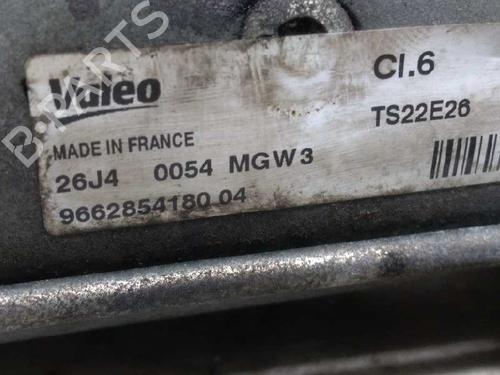 Valeo
Cl.6
TS22E26
MADE IN FRANCE
26J4 0054 MGW3
9662854180 04
B-PARTS